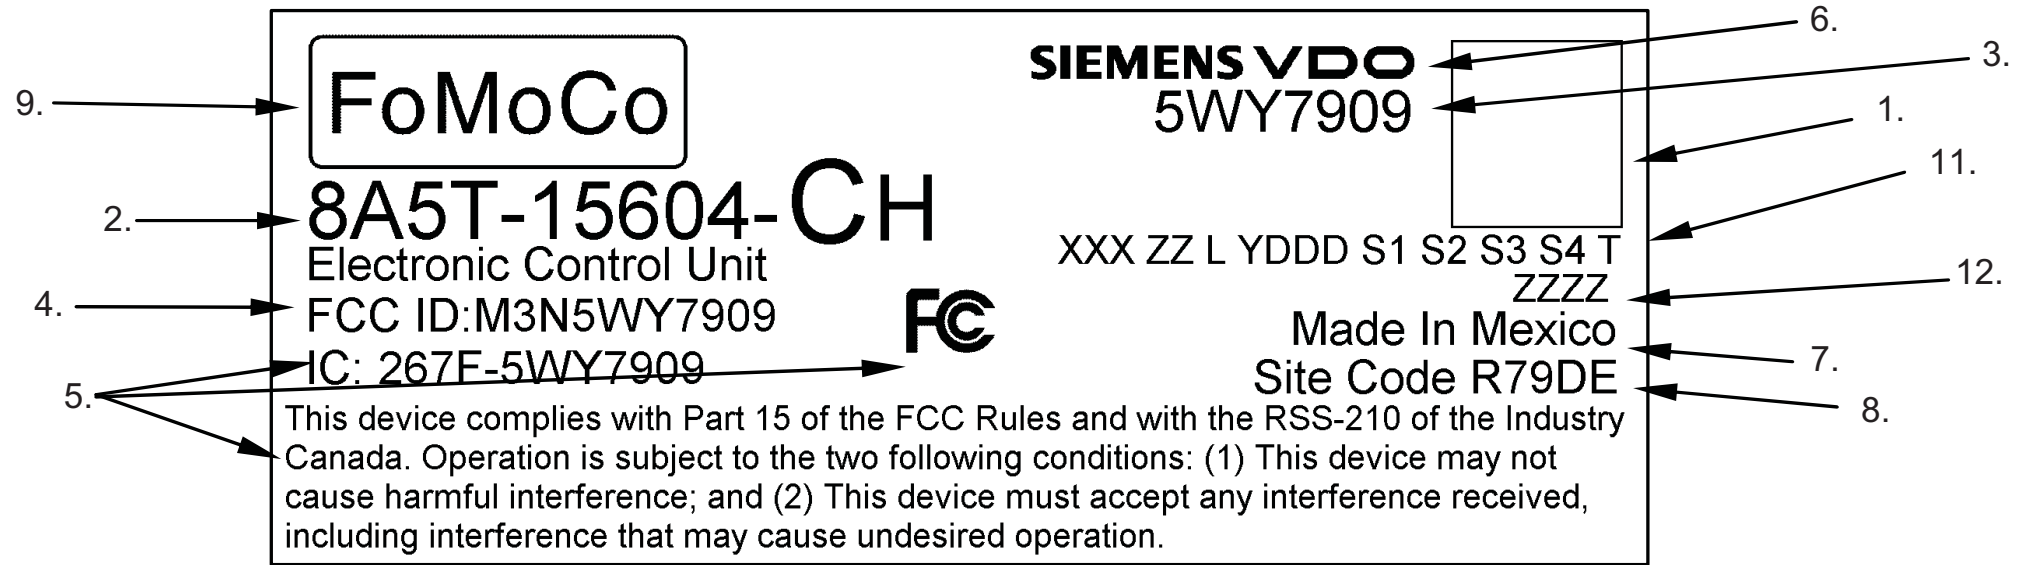 6.
SIEMENS VDO
3.
9.
FoMoCo
5WY7909
1.
11.
2.
8A5T-15604-CH
XXX ZZ L YDDD S1 S2 S3 S4 T
Electronic Control Unit
ZZZZ
12.
4.
FCC ID:M3N5WY7909
FC
Made In Mexico
7.
IC: 267F-5WY7909
Site Code R79DE
5.
8.
This device complies with Part 15 of the FCC Rules and with the RSS-210 of the Industry
Canada. Operation is subject to the two following conditions: (1) This device may not
cause harmful interference; and (2) This device must accept any interference received,
including interference that may cause undesired operation.